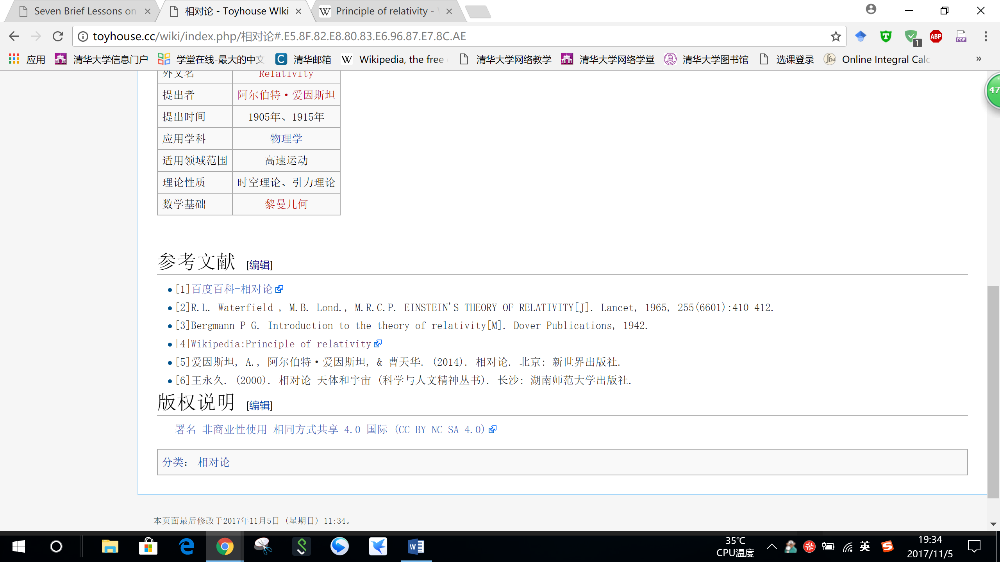 Seven Brief Lessons on
相对论 - Toyhouse WIki
Principle of relativity -
toyhouse.cc/wiki/index.php/相对论#.E5.8F.82.E8.80.83.E6.96.87.E7.8C.AE
1
ABP
PDF
应用
清华大学信息门户
学堂在线-最大的中文
清华邮箱
Wikipedia, the free
清华大学网络教学
清华大学网络学堂
清华大学图书馆
选课登录
Online Integral Calc
»
外文名 Relativity
47
提出者 阿尔伯特·爱因斯坦
提出时间 1905年、1915年
应用学科 物理学
适用领域范围 高速运动
理论性质 时空理论、引力理论
数学基础 黎曼几何
参考文献 [编辑]
[1]百度百科-相对论
[2]R.L. Waterfield , M.B. Lond., M.R.C.P. EINSTEIN'S THEORY OF RELATIVITY[J]. Lancet, 1965, 255(6601):410-412.
[3]Bergmann P G. Introduction to the theory of relativity[M]. Dover Publications, 1942.
[4]Wikipedia:Principle of relativity
[5]爱因斯坦, A., 阿尔伯特·爱因斯坦, & 曹天华. (2014). 相对论. 北京: 新世界出版社.
[6]王永久. (2000). 相对论 天体和宇宙 (科学与人文精神丛书). 长沙: 湖南师范大学出版社.
版权说明 [编辑]
署名-非商业性使用-相同方式共享 4.0 国际 (CC BY-NC-SA 4.0)
分类： 相对论
本页面最后修改于2017年11月5日 (星期日) 11:34。
35℃
CPU温度
英
19:34
2017/11/5